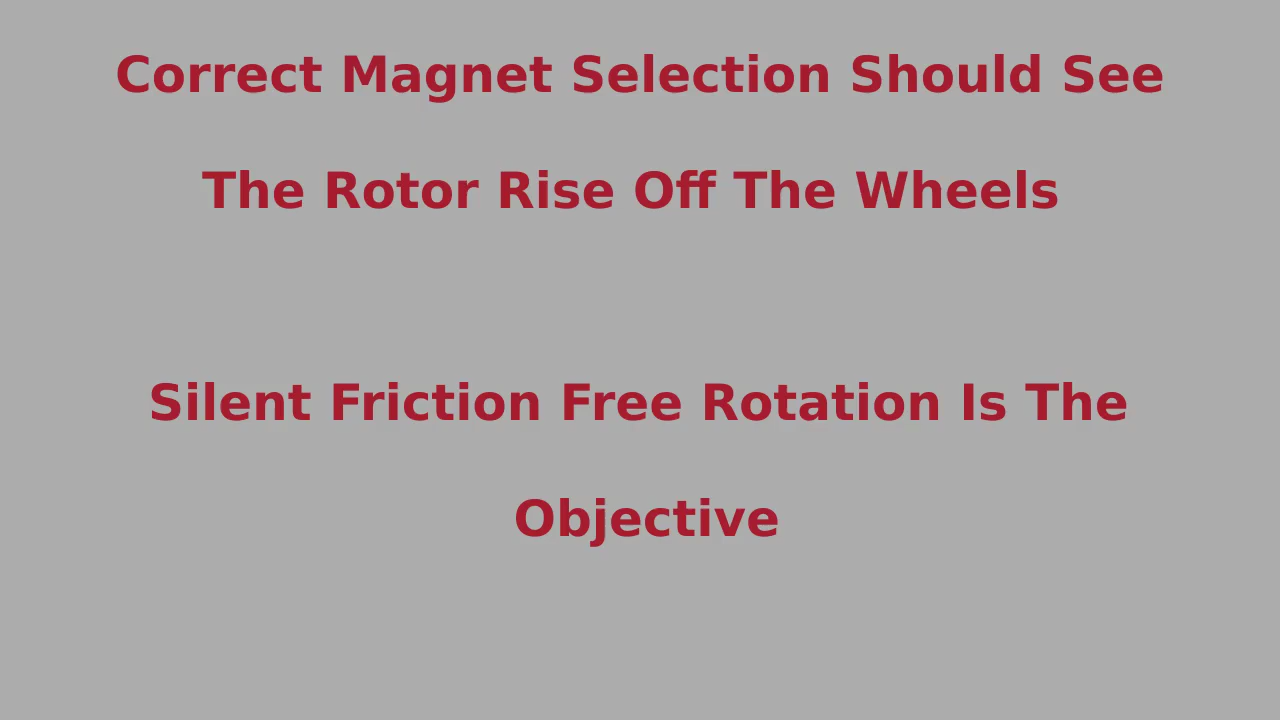 Correct Magnet Selection Should See
The Rotor Rise Off The Wheels
Silent Friction Free Rotation Is The
Objective